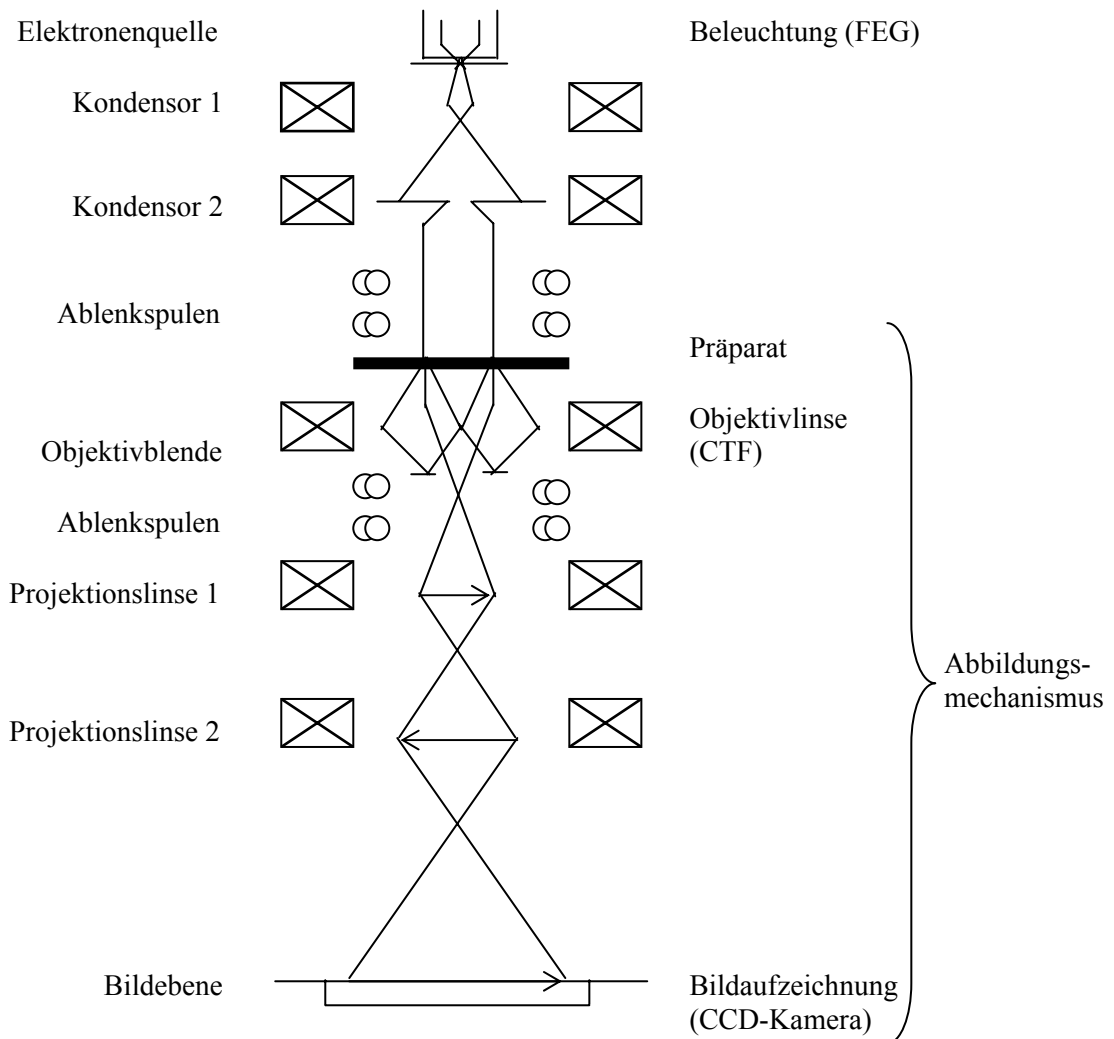 Elektronenquelle
Beleuchtung (FEG)
Kondensor 1
Kondensor 2
Ablenkspulen
Präparat
Objektivlinse
(CTF)
Objektivblende
Ablenkspulen
Projektionslinse 1
Abbildungs-
mechanismus
Projektionslinse 2
Bildebene
Bildaufzeichnung
(CCD-Kamera)